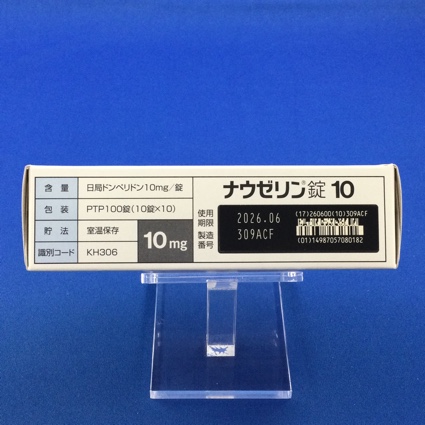 含量 日局ドンペリドン10mg/錠
包装 PTP100錠(10錠×10)
貯法 室温保存
識別コード KH306
10mg
ナウゼリン®錠 10
使用期限 2026.06
製造番号 309ACF
(17)260600(10)309ACF
(01)14987057080182